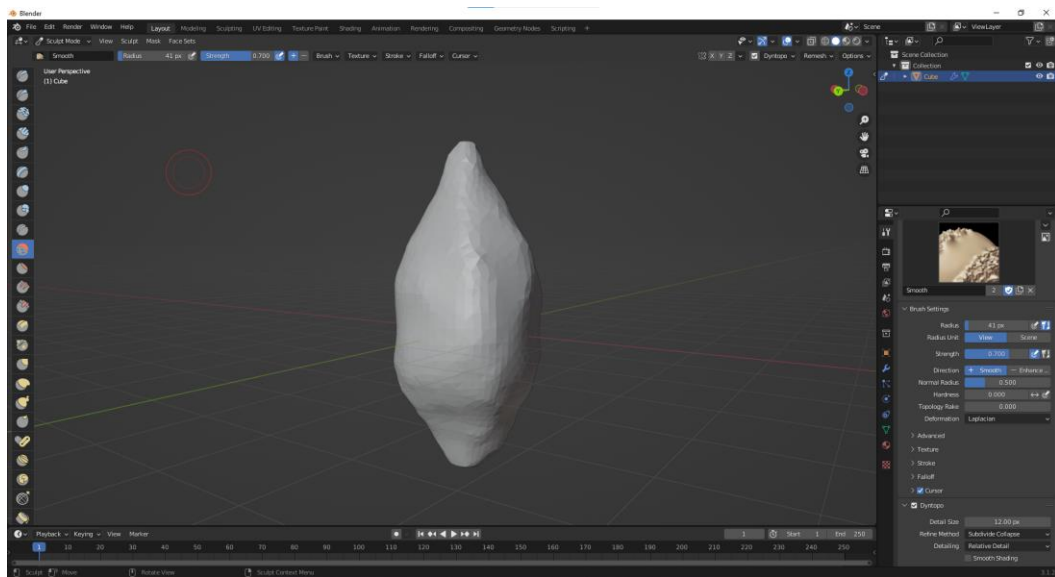 Blender
File Edit Render Window Help Layout Modeling Sculpting UV Editing Texture Paint Shading Animation Rendering Compositing Geometry Nodes Scripting + Scene ViewLayer
Sculpt Mode View Sculpt Mask Face Sets
Smooth Radius 41 px Strength 0.700 + − Brush Texture Stroke Falloff Cursor X Y Z Dyntopo Remesh Options
User Perspective
(1) Cube
Y
Scene Collection
Collection
Cube
Smooth 2
Brush Settings
Radius 41 px
Radius Unit View Scene
Strength 0.700
Direction + Smooth − Enhance ...
Normal Radius 0.500
Hardness 0.000
Topology Rake 0.000
Deformation Laplacian
Advanced
Texture
Stroke
Falloff
Cursor
Dyntopo
Detail Size 12.00 px
Refine Method Subdivide Collapse
Detailing Relative Detail
Smooth Shading
Playback Keying View Marker 1 Start 1 End 250
1 10 20 30 40 50 60 70 80 90 100 110 120 130 140 150 160 170 180 190 200 210 220 230 240 250
Sculpt Move Rotate View Sculpt Context Menu